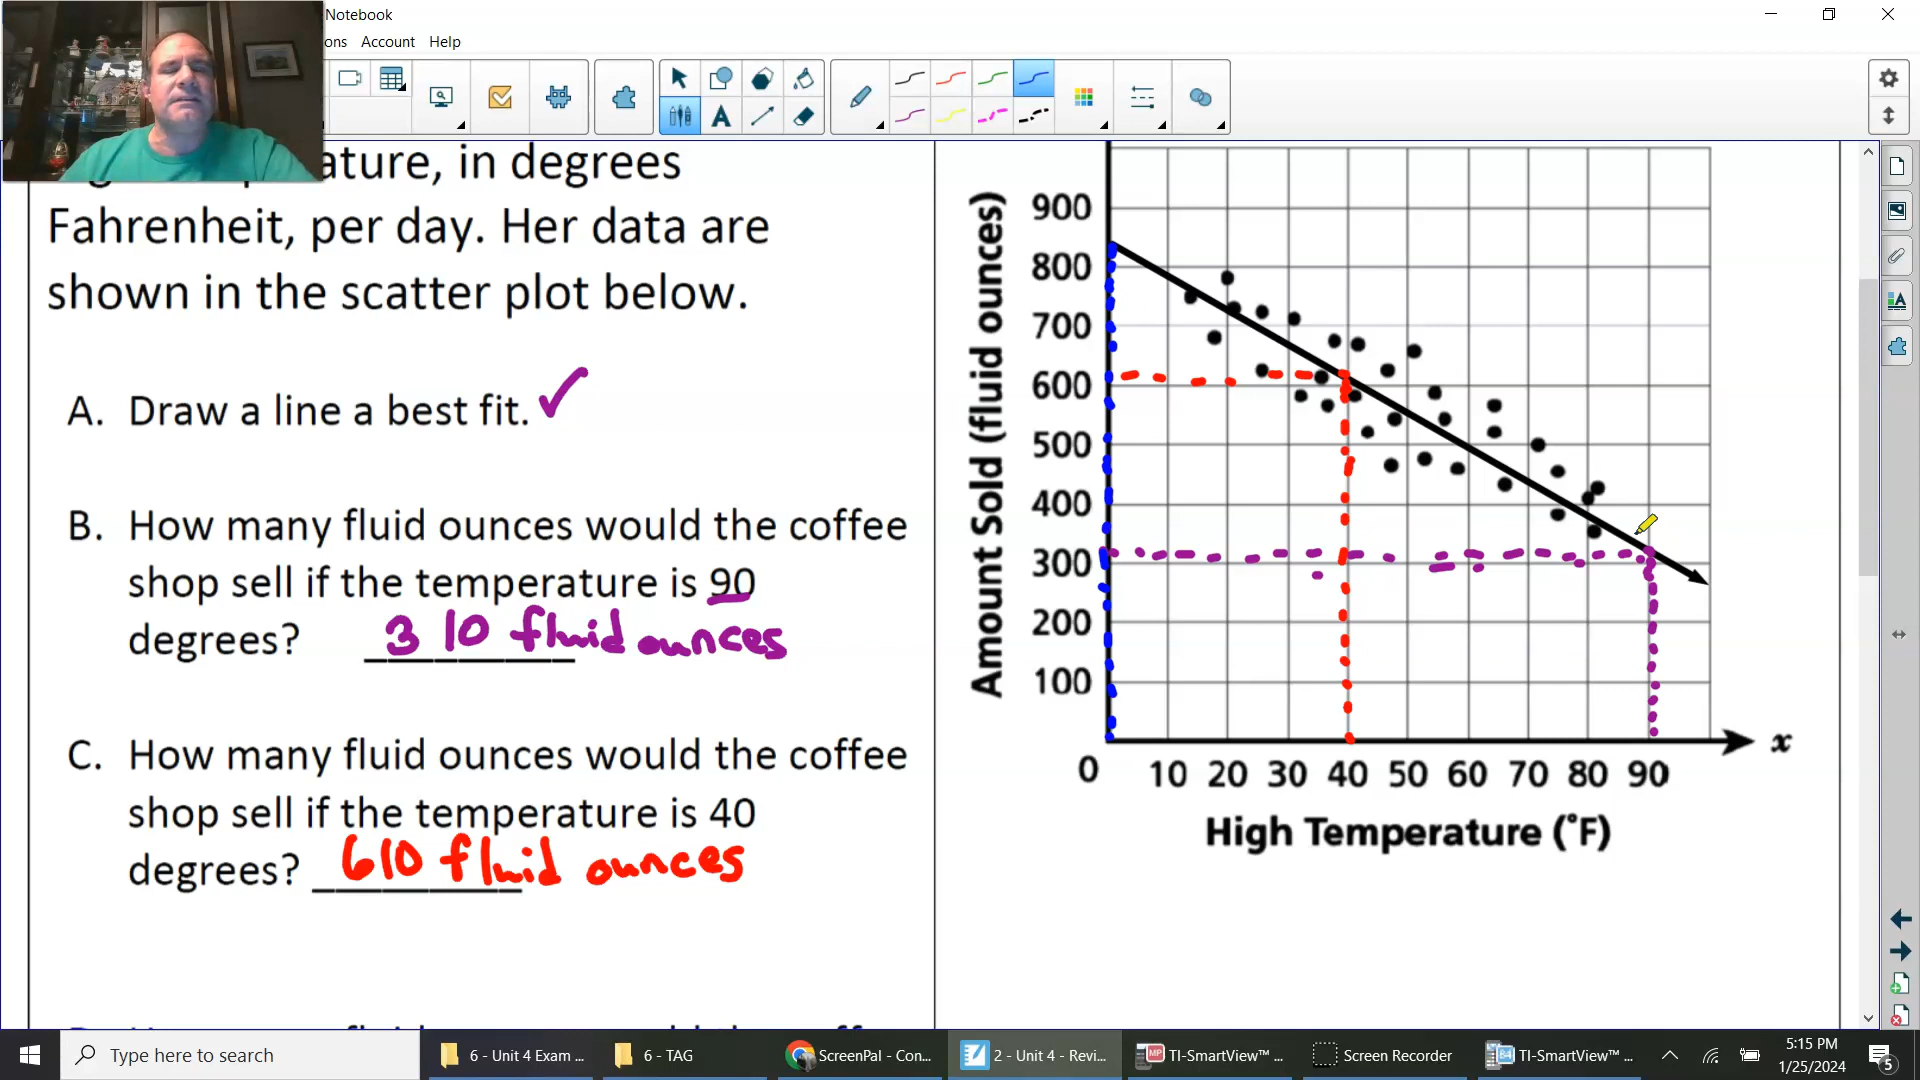 Notebook
ons Account Help
ature, in degrees
Fahrenheit, per day. Her data are
shown in the scatter plot below.
A. Draw a line a best fit. ✓
B. How many fluid ounces would the coffee
shop sell if the temperature is 90
degrees? 310 fluid ounces
C. How many fluid ounces would the coffee
shop sell if the temperature is 40
degrees? 610 fluid ounces
Amount Sold (fluid ounces)
900
800
700
600
500
400
300
200
100
0 10 20 30 40 50 60 70 80 90 x
High Temperature (°F)
Type here to search
6 - Unit 4 Exam ...
6 - TAG
ScreenPal - Con...
2 - Unit 4 - Revi...
TI-SmartView™ ...
Screen Recorder
TI-SmartView™ ...
5:15 PM
1/25/2024
5